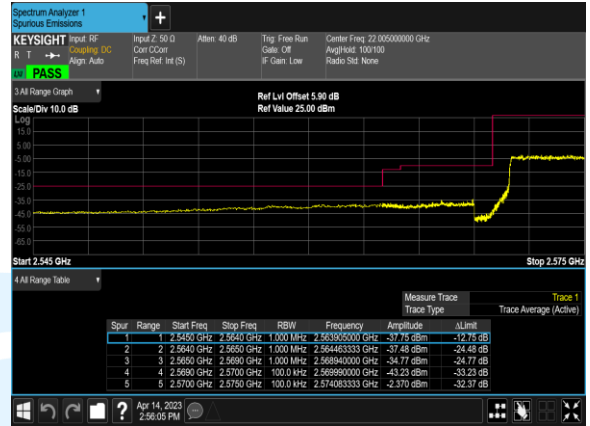 Spectrum Analyzer 1
Spurious Emissions
KEYSIGHT Input: RF Input Z: 50 Ω Atten: 40 dB Trig: Free Run Center Freq: 22.005000000 GHz
R T Coupling: DC Corr CCorr Gate: Off Avg|Hold: 100/100
Align: Auto Freq Ref: Int (S) IF Gain: Low Radio Std: None
PASS
3 All Range Graph
Ref Lvl Offset 5.90 dB
Scale/Div 10.0 dB Ref Value 25.00 dBm
Log
15.0
5.00
-5.00
-15.0
-25.0
-35.0
-45.0
-55.0
-65.0
Start 2.545 GHz Stop 2.575 GHz
4 All Range Table
Measure Trace Trace 1
Trace Type Trace Average (Active)
Spur Range Start Freq Stop Freq RBW Frequency Amplitude ΔLimit
1 1 2.5450 GHz 2.5640 GHz 1.000 MHz 2.563905000 GHz -37.75 dBm -12.75 dB
2 2 2.5640 GHz 2.5650 GHz 1.000 MHz 2.564463333 GHz -37.48 dBm -24.48 dB
3 3 2.5650 GHz 2.5690 GHz 1.000 MHz 2.568940000 GHz -34.77 dBm -24.77 dB
4 4 2.5690 GHz 2.5700 GHz 100.0 kHz 2.569990000 GHz -43.23 dBm -33.23 dB
5 5 2.5700 GHz 2.5750 GHz 100.0 kHz 2.574083333 GHz -2.370 dBm -32.37 dB
? Apr 14, 2023
2:56:05 PM